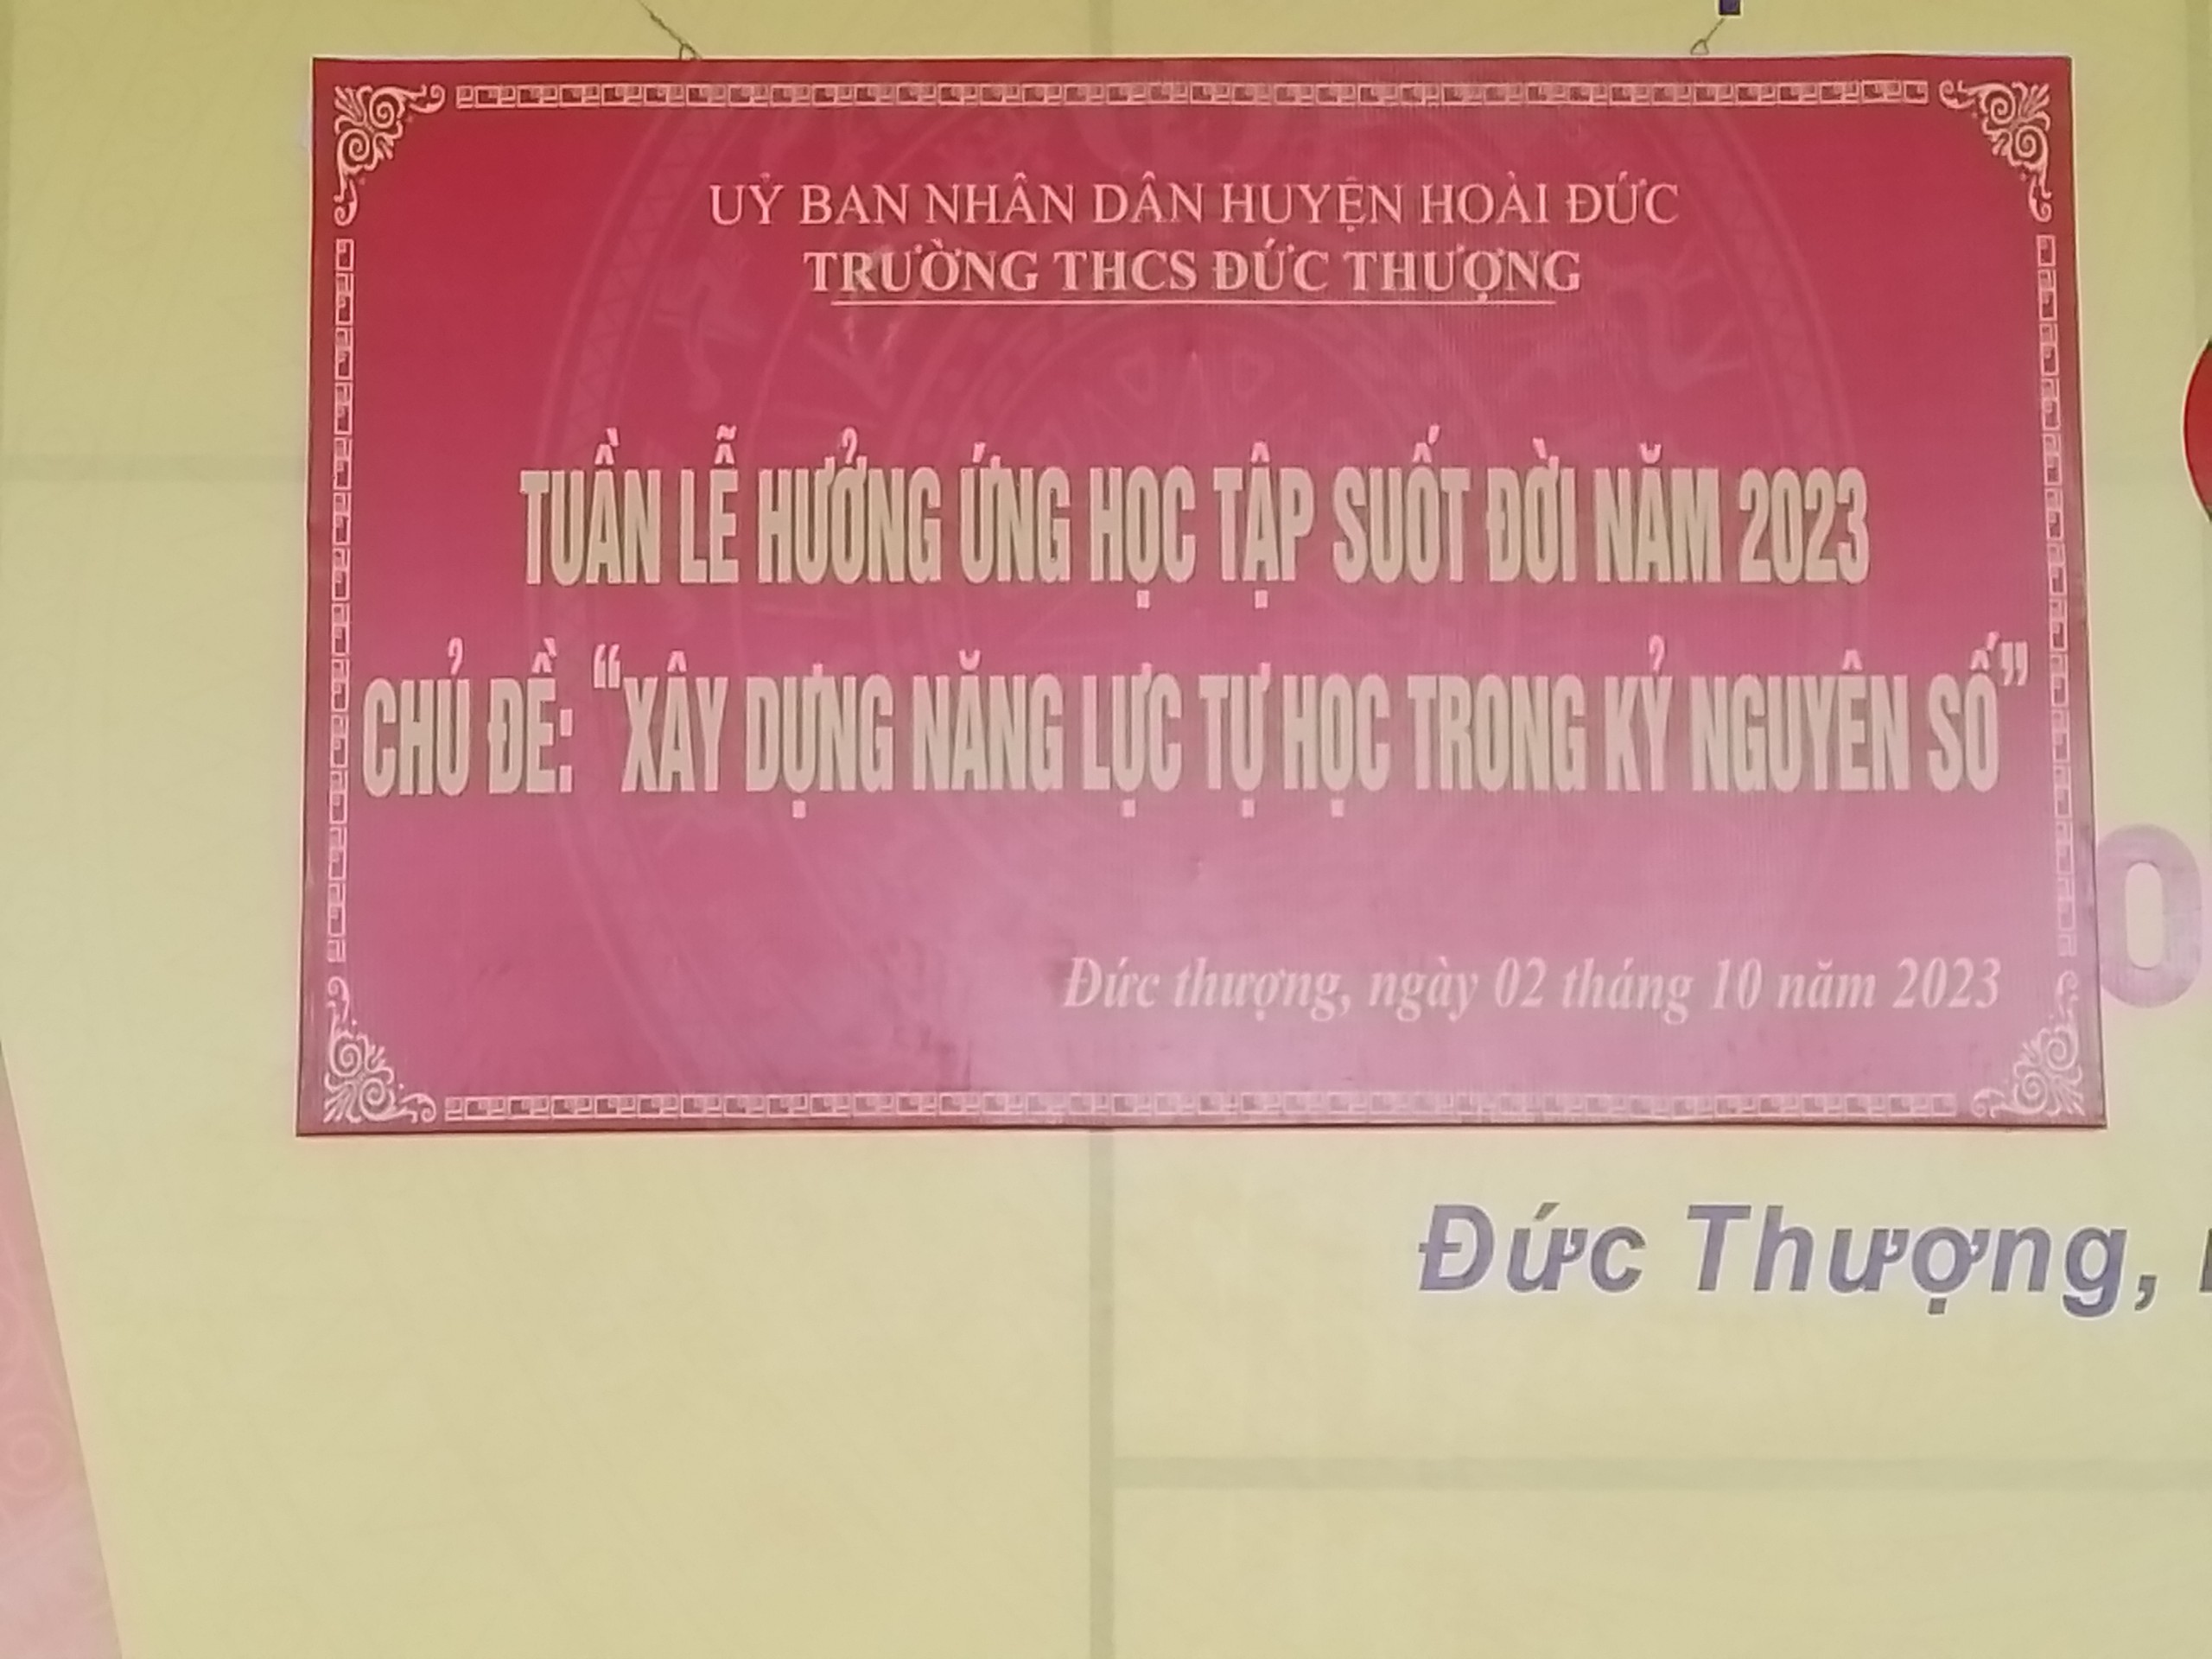 UỶ BAN NHÂN DÂN HUYỆN HOÀI ĐỨC
TRƯỜNG THCS ĐỨC THƯỢNG
TUẦN LỄ HƯỞNG ỨNG HỌC TẬP SUỐT ĐỜI NĂM 2023
CHỦ ĐỀ: “XÂY DỰNG NĂNG LỰC TỰ HỌC TRONG KỶ NGUYÊN SỐ”
Đức thượng, ngày 02 tháng 10 năm 2023
Đức Thượng,